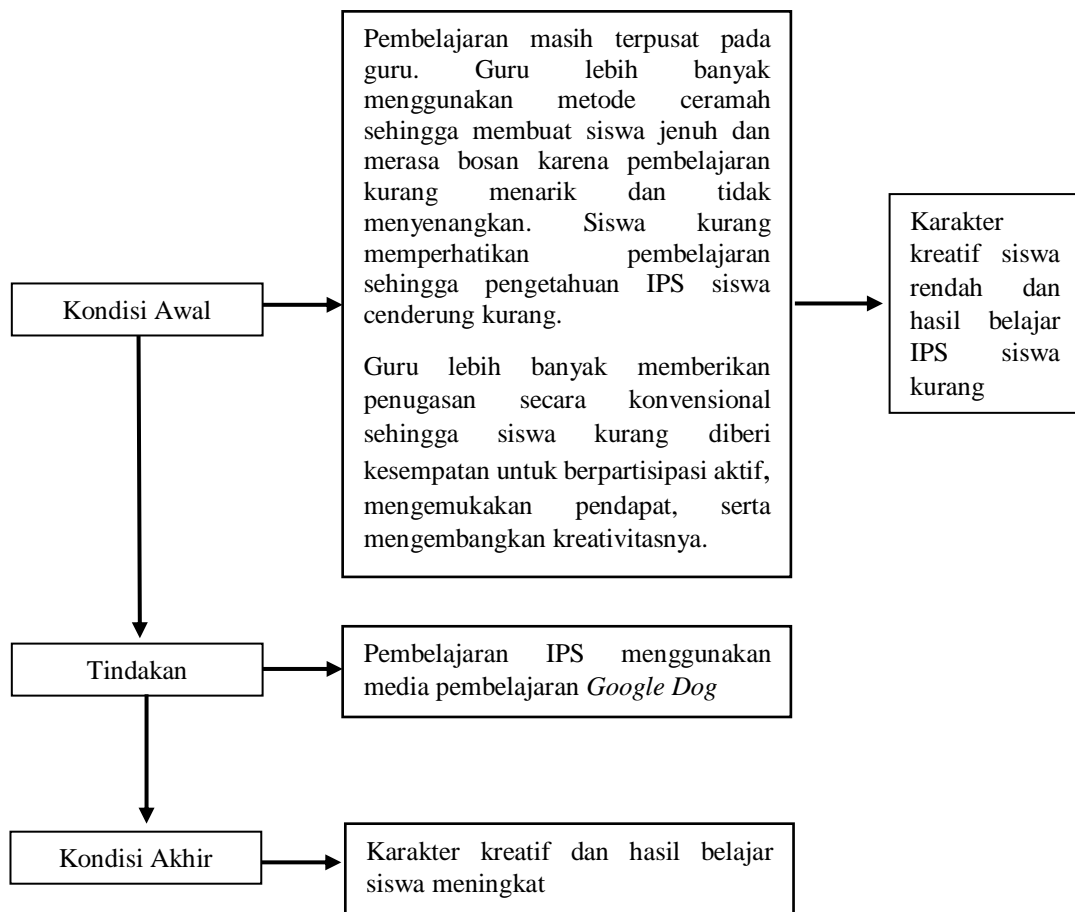 Kondisi Awal
Pembelajaran masih terpusat pada
guru. Guru lebih banyak
menggunakan metode ceramah
sehingga membuat siswa jenuh dan
merasa bosan karena pembelajaran
kurang menarik dan tidak
menyenangkan. Siswa kurang
memperhatikan pembelajaran
sehingga pengetahuan IPS siswa
cenderung kurang.
Guru lebih banyak memberikan
penugasan secara konvensional
sehingga siswa kurang diberi
kesempatan untuk berpartisipasi aktif,
mengemukakan pendapat, serta
mengembangkan kreativitasnya.
Karakter
kreatif siswa
rendah dan
hasil belajar
IPS siswa
kurang
Tindakan
Pembelajaran IPS menggunakan
media pembelajaran Google Dog
Kondisi Akhir
Karakter kreatif dan hasil belajar
siswa meningkat